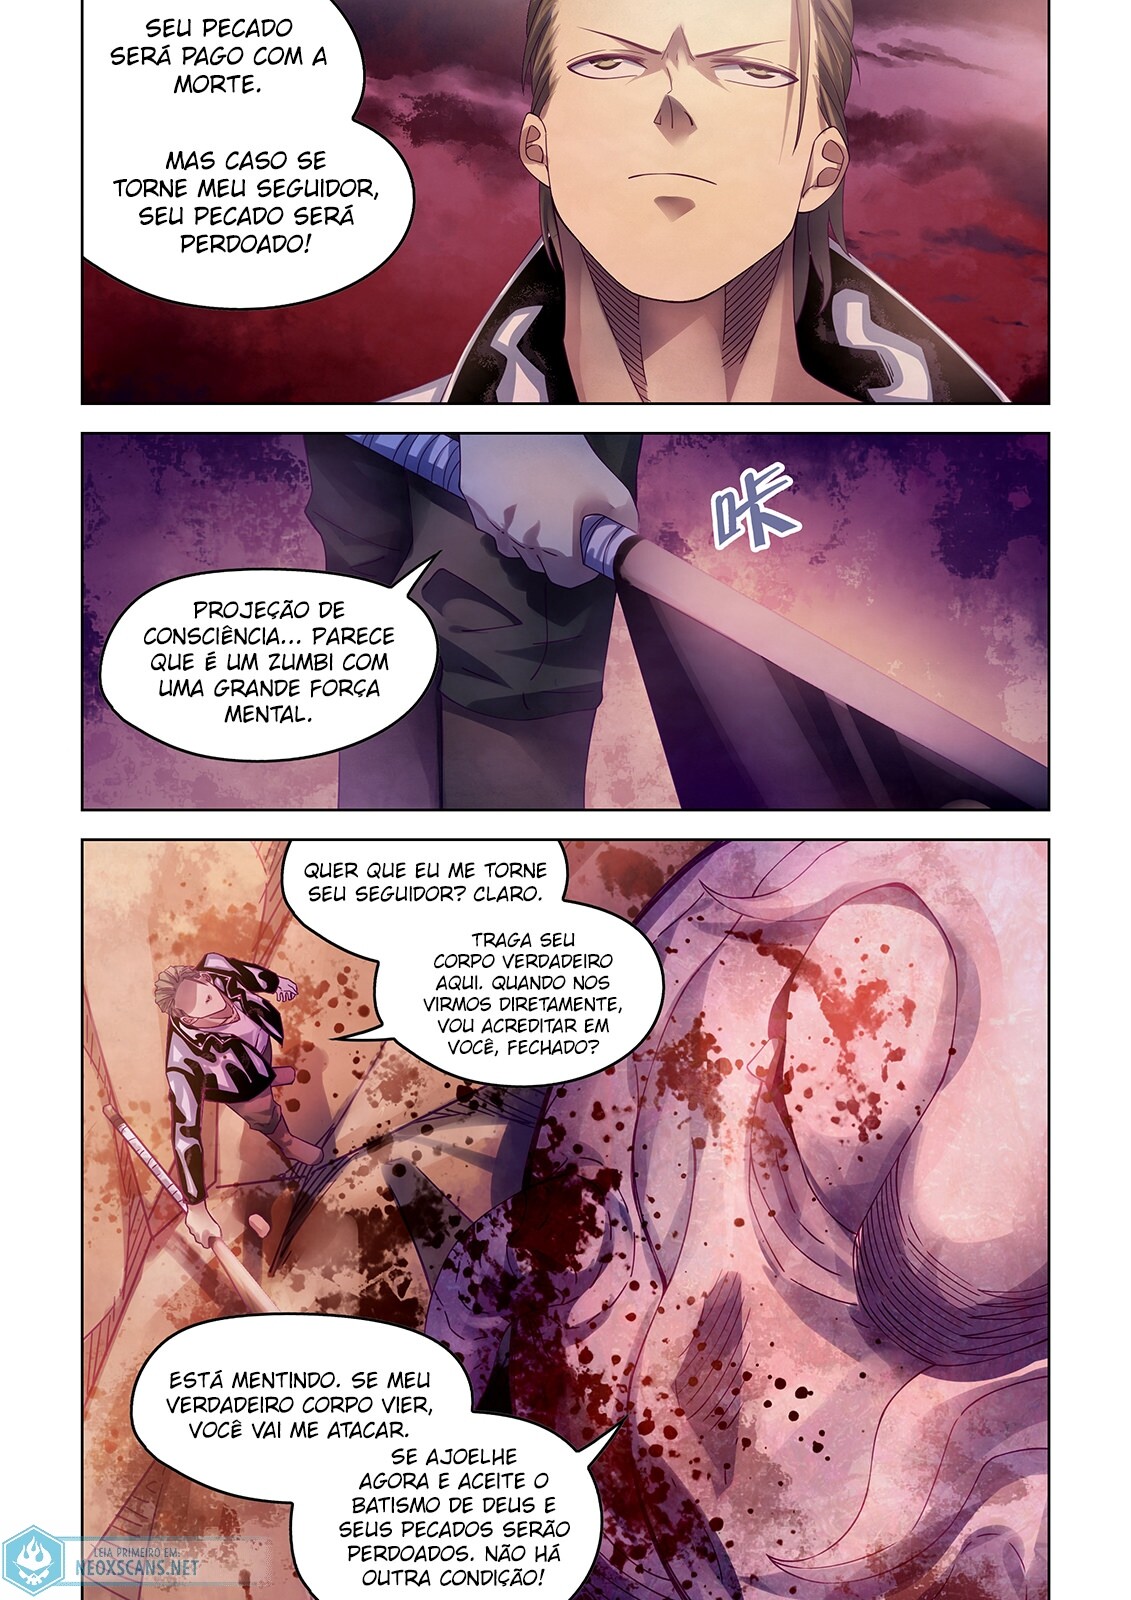 SEU PECADO
SERÁ PAGO COM A
MORTE.
MAS CASO SE
TORNE MEU SEGUIDOR,
SEU PECADO SERÁ
PERDOADO!
咔
PROJEÇÃO DE
CONSCIÊNCIA... PARECE
QUE É UM ZUMBI COM
UMA GRANDE FORÇA
MENTAL.
QUER QUE EU ME TORNE
SEU SEGUIDOR? CLARO.
TRAGA SEU
CORPO VERDADEIRO
AQUI. QUANDO NOS
VIRMOS DIRETAMENTE,
VOU ACREDITAR EM
VOCÊ, FECHADO?
ESTÁ MENTINDO. SE MEU
VERDADEIRO CORPO VIER,
VOCÊ VAI ME ATACAR.
SE AJOELHE
AGORA E ACEITE O
BATISMO DE DEUS E
SEUS PECADOS SERÃO
PERDOADOS. NÃO HÁ
OUTRA CONDIÇÃO!
LEIA PRIMEIRO EM:
NEOXSCANS.NET